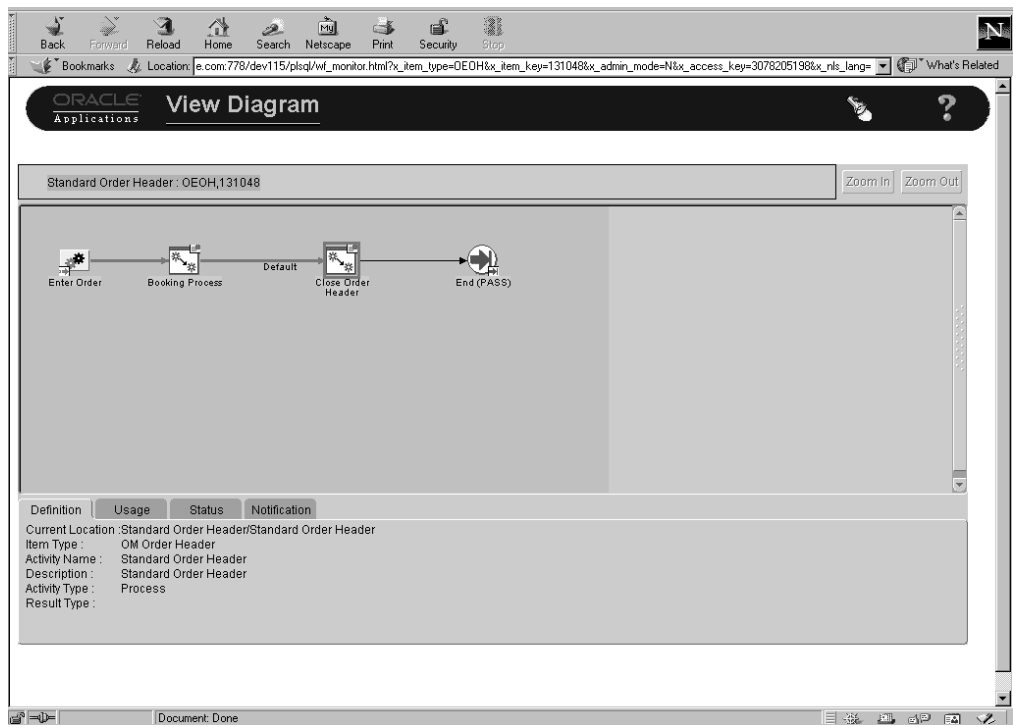 Back Forward Reload Home Search Netscape Print Security Stop
My
N
Bookmarks Location: e.com:778/dev115/plsql/wf_monitor.html?x_item_type=OEOH&x_item_key=131048&x_admin_mode=N&x_access_key=3078205198&x_nls_lang= What's Related
ORACLE
Applications
View Diagram
?
Standard Order Header : OEOH,131048
Zoom In Zoom Out
Default
Enter Order Booking Process Close Order Header End (PASS)
Definition Usage Status Notification
Current Location :Standard Order Header/Standard Order Header
Item Type : OM Order Header
Activity Name : Standard Order Header
Description : Standard Order Header
Activity Type : Process
Result Type :
Document: Done